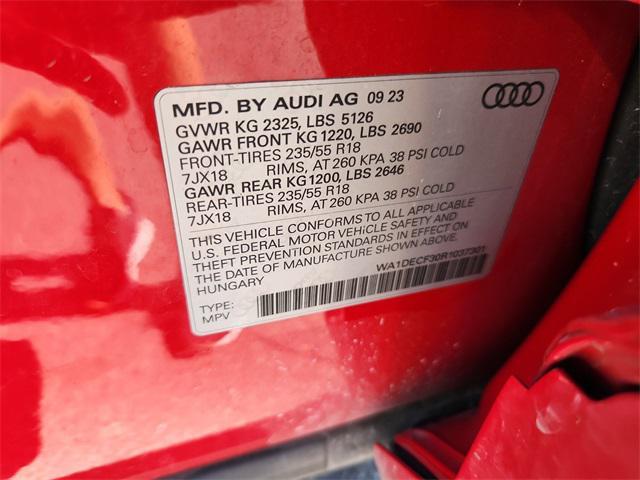 MFD. BY AUDI AG 09 23
GVWR KG 2325, LBS 5126
GAWR FRONT KG 1220, LBS 2690
FRONT-TIRES 235/55 R18
7JX18 RIMS, AT 260 KPA 38 PSI COLD
GAWR REAR KG 1200, LBS 2646
REAR-TIRES 235/55 R18
7JX18 RIMS, AT 260 KPA 38 PSI COLD
THIS VEHICLE CONFORMS TO ALL APPLICABLE
U.S. FEDERAL MOTOR VEHICLE SAFETY AND
THEFT PREVENTION STANDARDS IN EFFECT ON
THE DATE OF MANUFACTURE SHOWN ABOVE.
HUNGARY
WA1DECF30R1037301
TYPE:
MPV